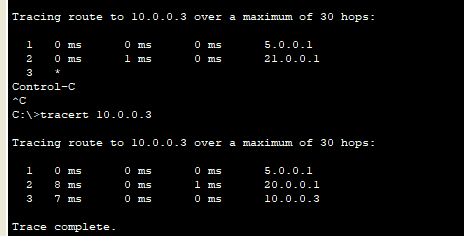 Tracing route to 10.0.0.3 over a maximum of 30 hops:
1 0 ms 0 ms 0 ms 5.0.0.1
2 0 ms 1 ms 0 ms 21.0.0.1
3 *
Control-C
^C
C:\>tracert 10.0.0.3
Tracing route to 10.0.0.3 over a maximum of 30 hops:
1 0 ms 0 ms 0 ms 5.0.0.1
2 8 ms 0 ms 1 ms 20.0.0.1
3 7 ms 0 ms 0 ms 10.0.0.3
Trace complete.